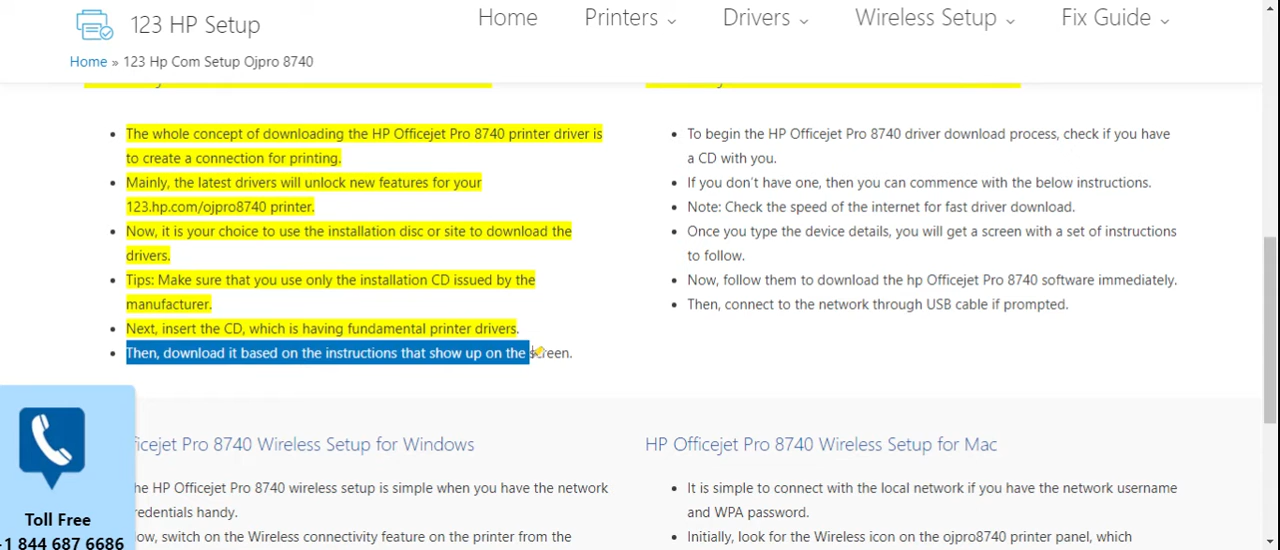 123 HP Setup
Home
Printers
Drivers
Wireless Setup
Fix Guide
Home » 123 Hp Com Setup Ojpro 8740
The whole concept of downloading the HP Officejet Pro 8740 printer driver is
to create a connection for printing.
Mainly, the latest drivers will unlock new features for your
123.hp.com/ojpro8740 printer.
Now, it is your choice to use the installation disc or site to download the
drivers.
Tips: Make sure that you use only the installation CD issued by the
manufacturer.
Next, insert the CD, which is having fundamental printer drivers.
Then, download it based on the instructions that show up on the screen.
To begin the HP Officejet Pro 8740 driver download process, check if you have
a CD with you.
If you don't have one, then you can commence with the below instructions.
Note: Check the speed of the internet for fast driver download.
Once you type the device details, you will get a screen with a set of instructions
to follow.
Now, follow them to download the hp Officejet Pro 8740 software immediately.
Then, connect to the network through USB cable if prompted.
ficejet Pro 8740 Wireless Setup for Windows
he HP Officejet Pro 8740 wireless setup is simple when you have the network
redentials handy.
ow, switch on the Wireless connectivity feature on the printer from the
HP Officejet Pro 8740 Wireless Setup for Mac
It is simple to connect with the local network if you have the network username
and WPA password.
Initially, look for the Wireless icon on the ojpro8740 printer panel, which
Toll Free
+1 844 687 6686